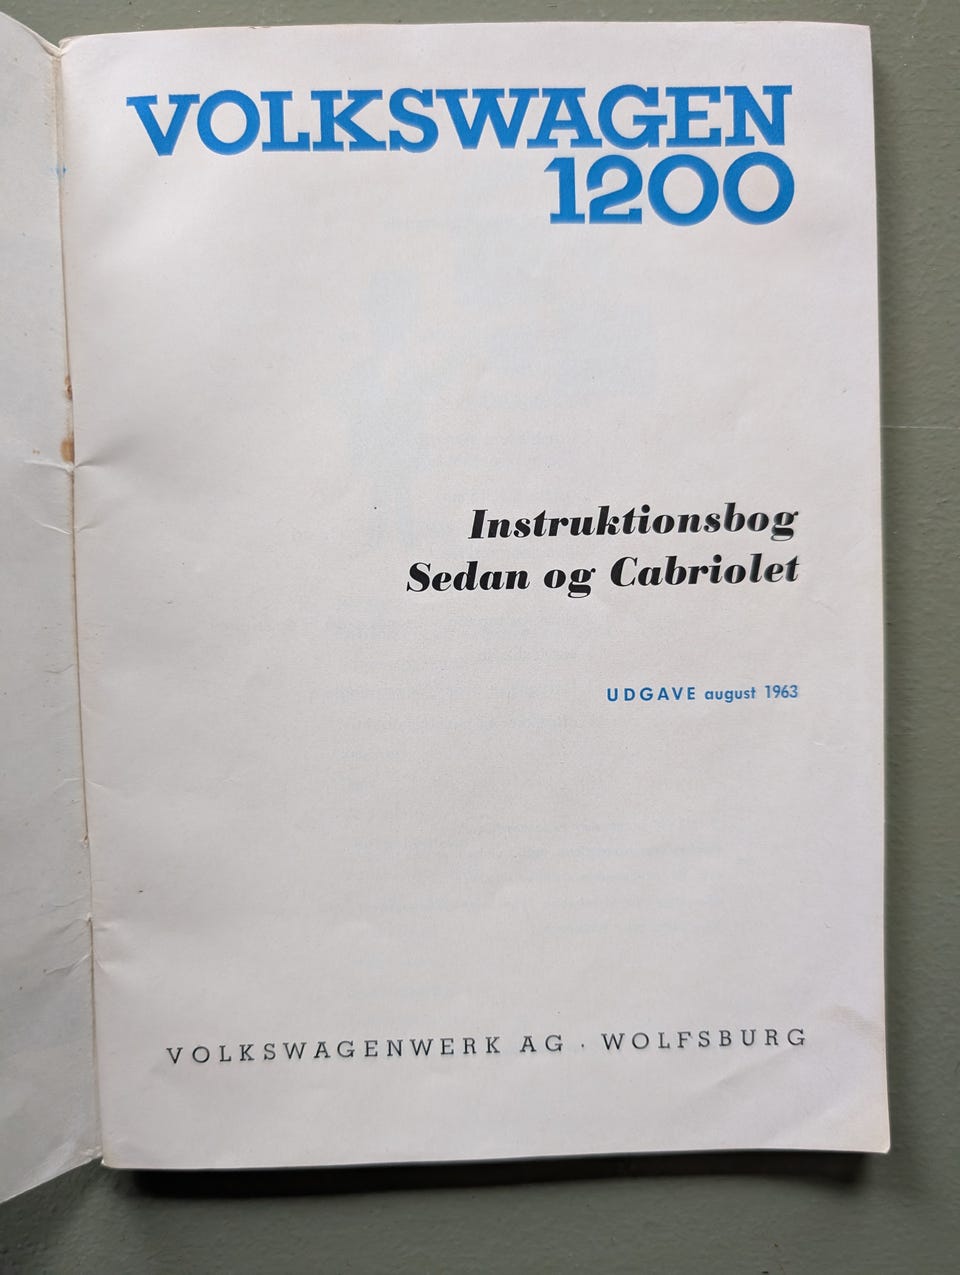 VOLKSWAGEN
1200
Instruktionsbog
Sedan og Cabriolet
UDGAVE august 1963
VOLKSWAGENWERK AG · WOLFSBURG